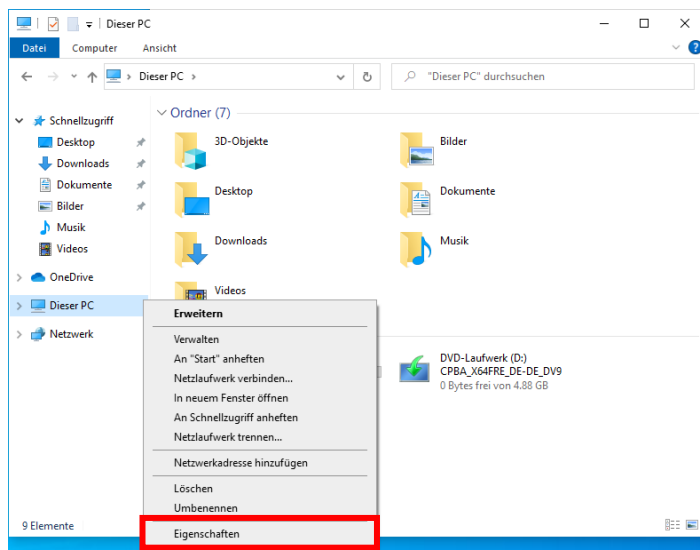 Dieser PC
Datei Computer Ansicht
Dieser PC
"Dieser PC" durchsuchen
Schnellzugriff
Desktop
Downloads
Dokumente
Bilder
Musik
Videos
OneDrive
Dieser PC
Netzwerk
Ordner (7)
3D-Objekte
Bilder
Desktop
Dokumente
Downloads
Musik
Videos
DVD-Laufwerk (D:)
CPBA_X64FRE_DE-DE_DV9
0 Bytes frei von 4.88 GB
Erweitern
Verwalten
An "Start" anheften
Netzlaufwerk verbinden...
In neuem Fenster öffnen
An Schnellzugriff anheften
Netzlaufwerk trennen...
Netzwerkadresse hinzufügen
Löschen
Umbenennen
Eigenschaften
9 Elemente